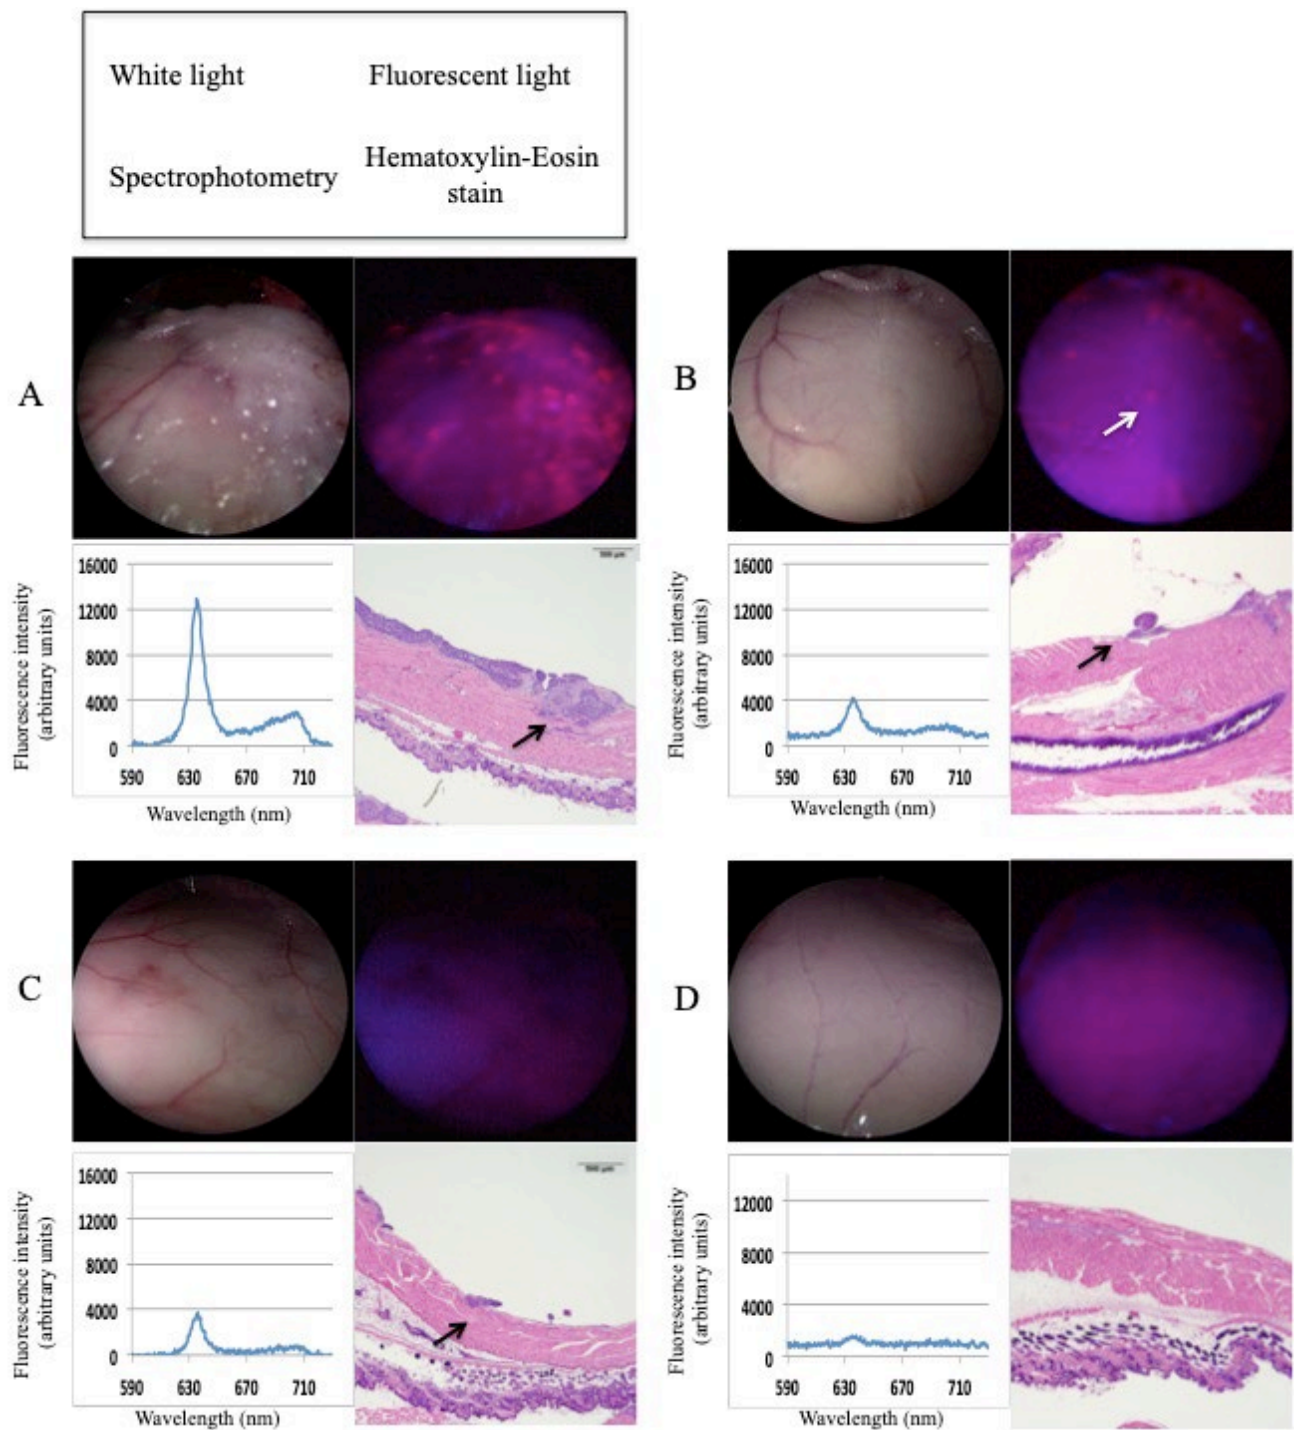 White light Fluorescent light
Spectrophotometry Hematoxylin-Eosin
stain
A
B
Fluorescence intensity
(arbitrary units)
16000
12000
8000
4000
0
590 630 670 710
Wavelength (nm)
Fluorescence intensity
(arbitrary units)
16000
12000
8000
4000
0
590 630 670 710
Wavelength (nm)
C
D
Fluorescence intensity
(arbitrary units)
16000
12000
8000
4000
0
590 630 670 710
Wavelength (nm)
Fluorescence intensity
(arbitrary units)
12000
8000
4000
0
590 630 670 710
Wavelength (nm)